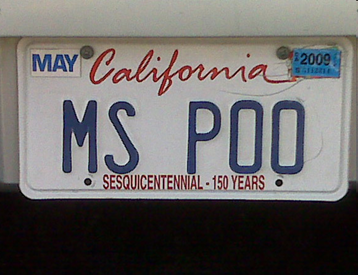 MAY California 2009
MS POO
SESQUICENTENNIAL - 150 YEARS